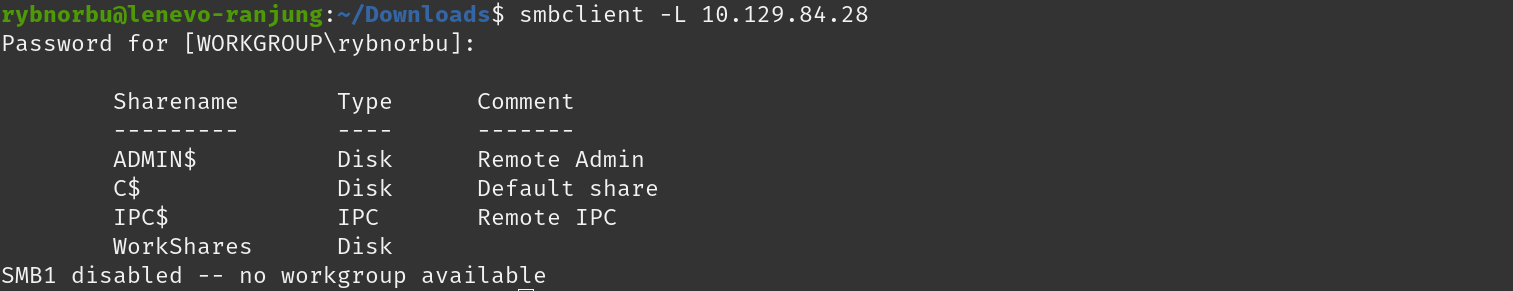 rybnorbu@lenevo-ranjung:~/Downloads$ smbclient -L 10.129.84.28
Password for [WORKGROUP\rybnorbu]:
Sharename Type Comment
--------- ---- -------
ADMIN$ Disk Remote Admin
C$ Disk Default share
IPC$ IPC Remote IPC
WorkShares Disk
SMB1 disabled -- no workgroup available